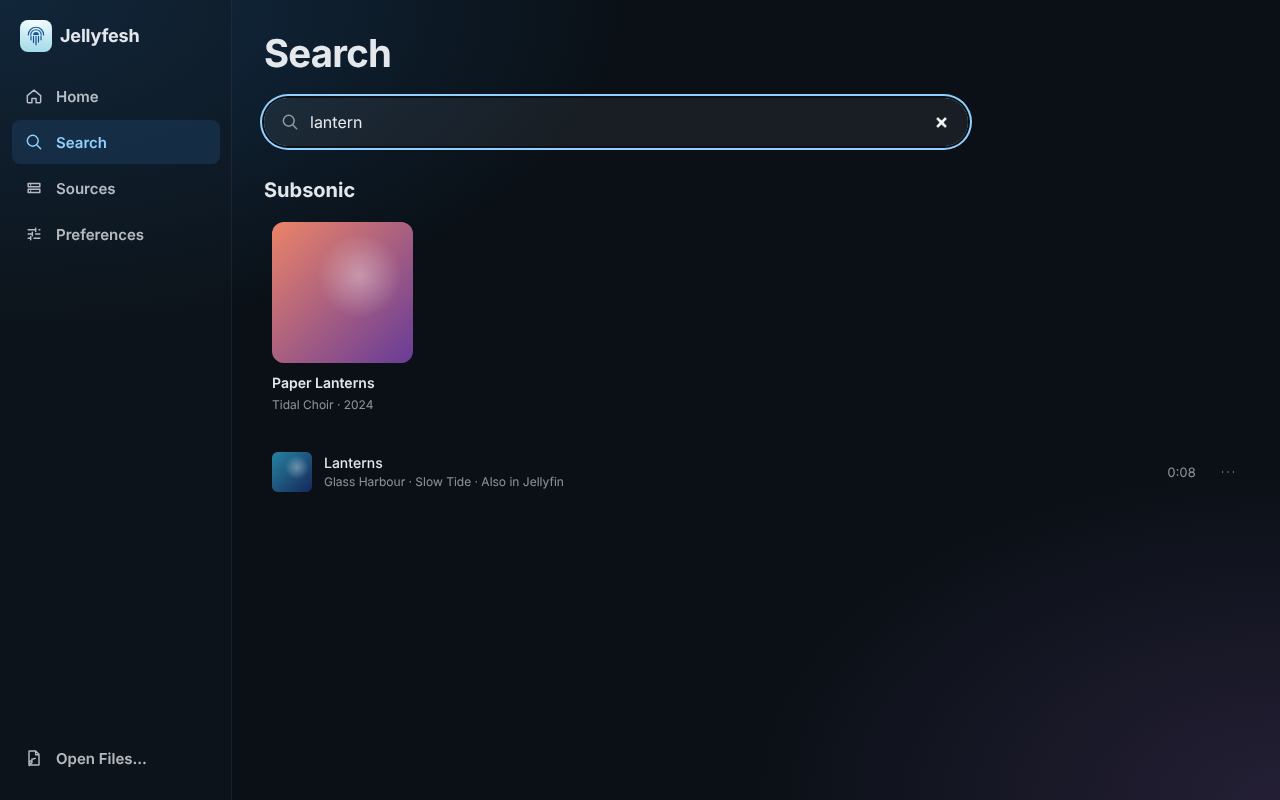 Jellyfesh
Home
Search
Sources
Preferences
Open Files...
Search
lantern
Subsonic
Paper Lanterns
Tidal Choir · 2024
Lanterns
Glass Harbour · Slow Tide · Also in Jellyfin
0:08